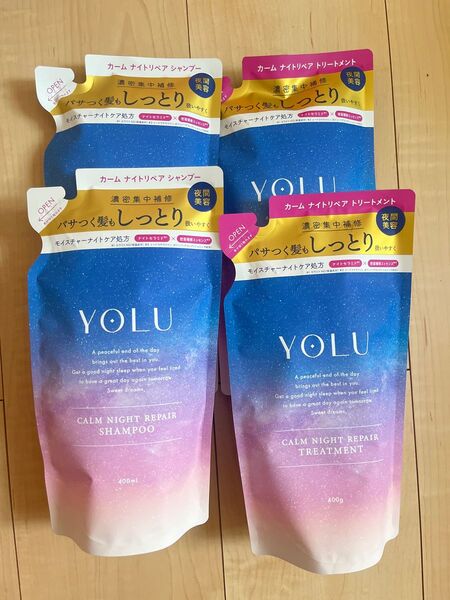 カーム ナイトリペア シャンプー
OPEN
濃密集中補修
夜間
美容
パサつく髪もしっとり扱いやすく
モイスチャーナイトケア処方
カーム ナイトリペア トリートメント
濃密集中補修
夜間
美容
パサつく髪もしっとり扱いやすく
モイスチャーナイトケア処方
YOLU
カーム ナイトリペア シャンプー
OPEN
濃密集中補修
夜間
美容
パサつく髪もしっとり扱いやすく
モイスチャーナイトケア処方
YOLU
A peaceful end of the day
brings out the best in you.
Get a good night sleep when you feel tired
to have a great day again tomorrow.
Sweet dreams.
CALM NIGHT REPAIR
SHAMPOO
400mL
カーム ナイトリペア トリートメント
OPEN
濃密集中補修
夜間
美容
パサつく髪もしっとり扱いやすく
モイスチャーナイトケア処方
YOLU
A peaceful end of the day
brings out the best in you.
Get a good night sleep when you feel tired
to have a great day again tomorrow.
Sweet dreams.
CALM NIGHT REPAIR
TREATMENT
400g